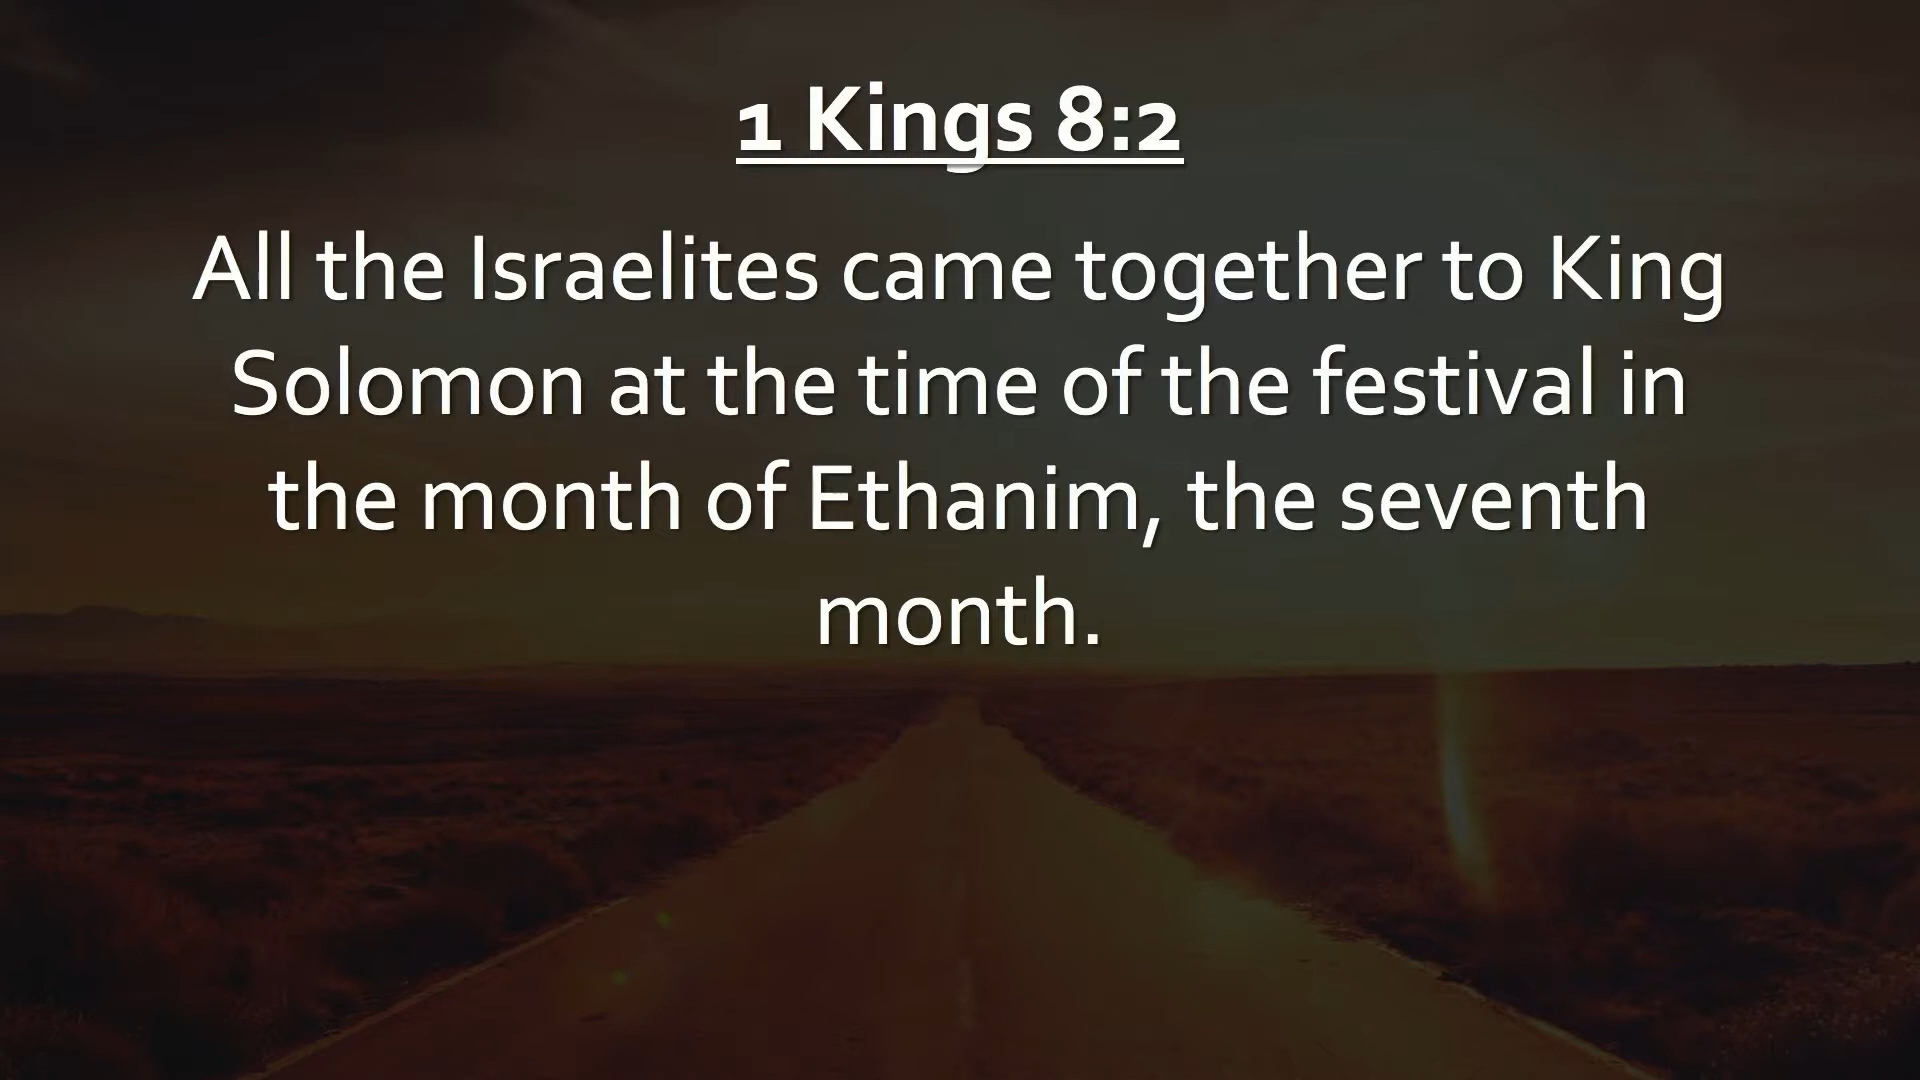 1 Kings 8:2
All the Israelites came together to King
Solomon at the time of the festival in
the month of Ethanim, the seventh
month.